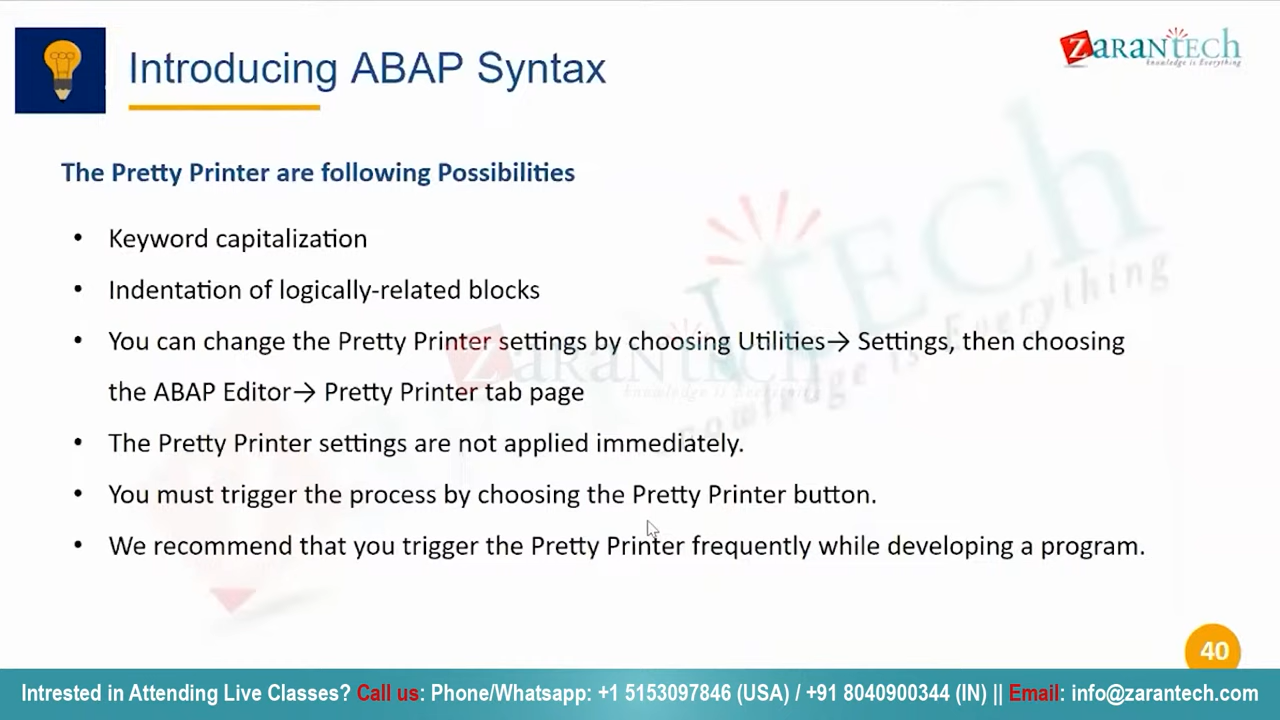 Introducing ABAP Syntax
ZARANTECH
knowledge is Everything
The Pretty Printer are following Possibilities
• Keyword capitalization
• Indentation of logically-related blocks
• You can change the Pretty Printer settings by choosing Utilities→ Settings, then choosing
the ABAP Editor→ Pretty Printer tab page
• The Pretty Printer settings are not applied immediately.
• You must trigger the process by choosing the Pretty Printer button.
• We recommend that you trigger the Pretty Printer frequently while developing a program.
40
Intrested in Attending Live Classes? Call us: Phone/Whatsapp: +1 5153097846 (USA) / +91 8040900344 (IN) || Email: info@zarantech.com